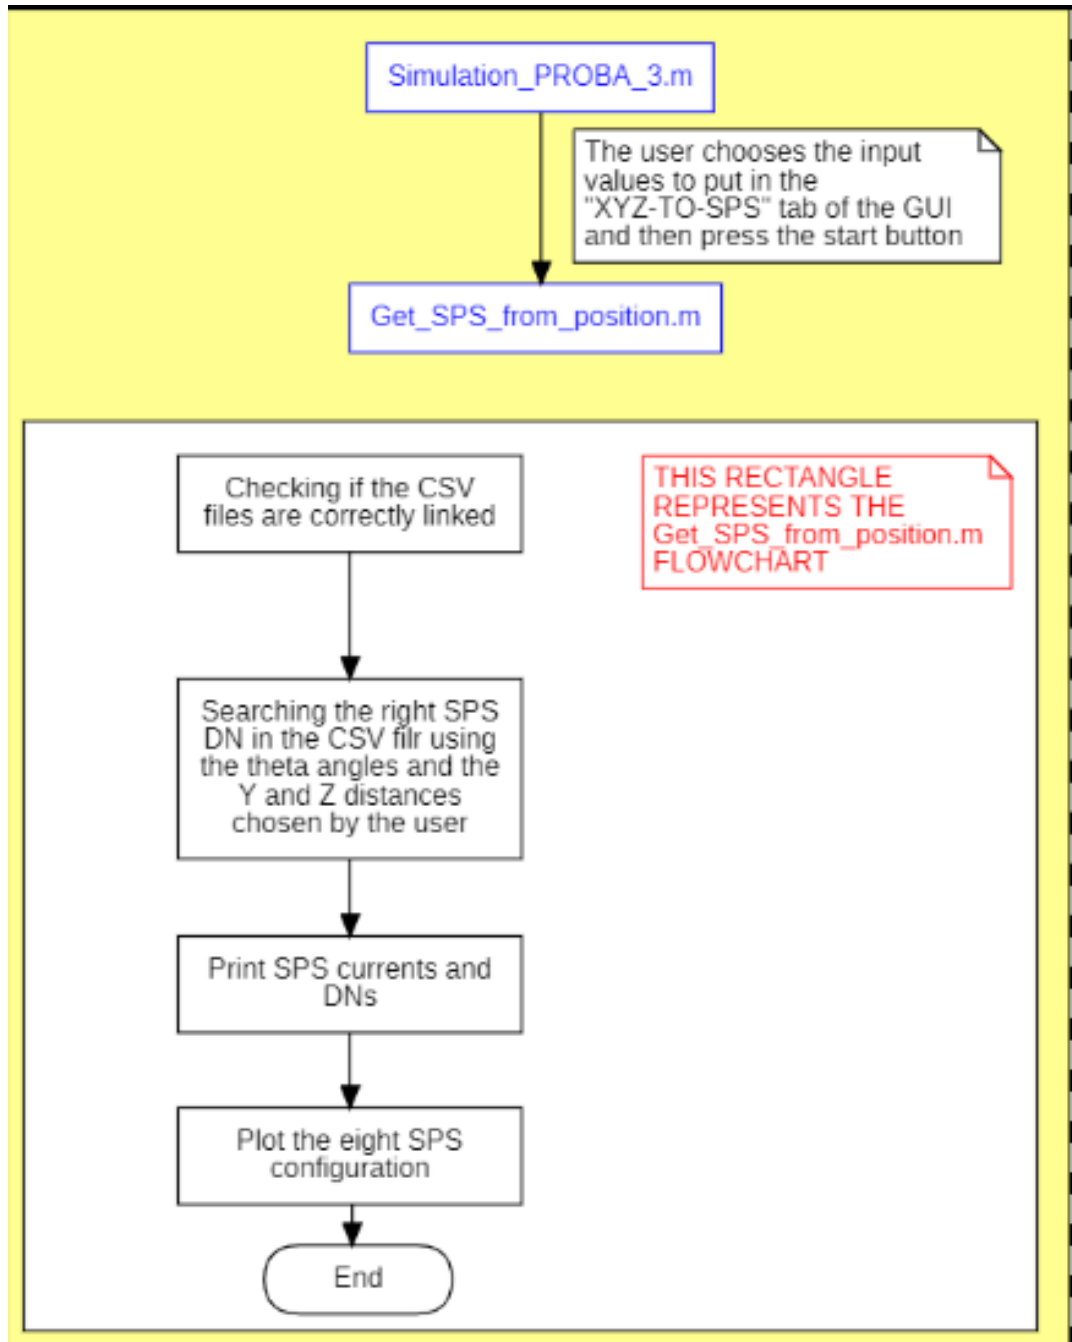 Simulation_PROBA_3.m
The user chooses the input
values to put in the
"XYZ-TO-SPS" tab of the GUI
and then press the start button
Get_SPS_from_position.m
Checking if the CSV
files are correctly linked
THIS RECTANGLE
REPRESENTS THE
Get_SPS_from_position.m
FLOWCHART
Searching the right SPS
DN in the CSV filr using
the theta angles and the
Y and Z distances
chosen by the user
Print SPS currents and
DNs
Plot the eight SPS
configuration
End